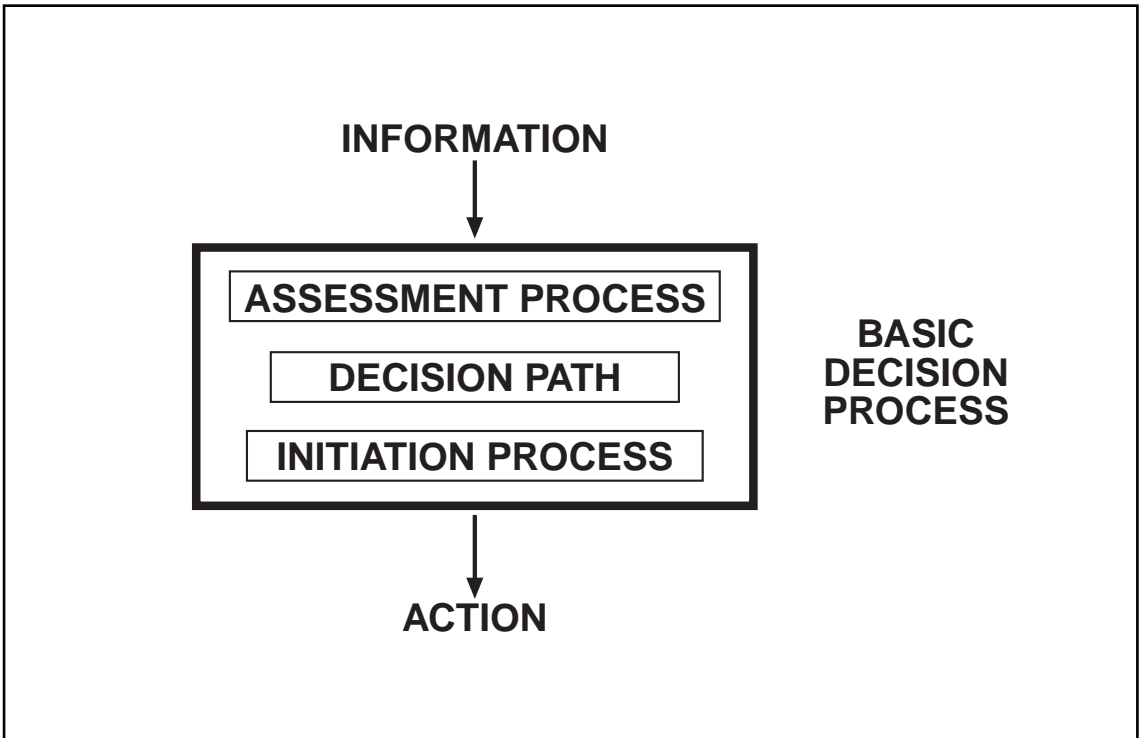 INFORMATION
ASSESSMENT PROCESS
DECISION PATH
INITIATION PROCESS
BASIC
DECISION
PROCESS
ACTION